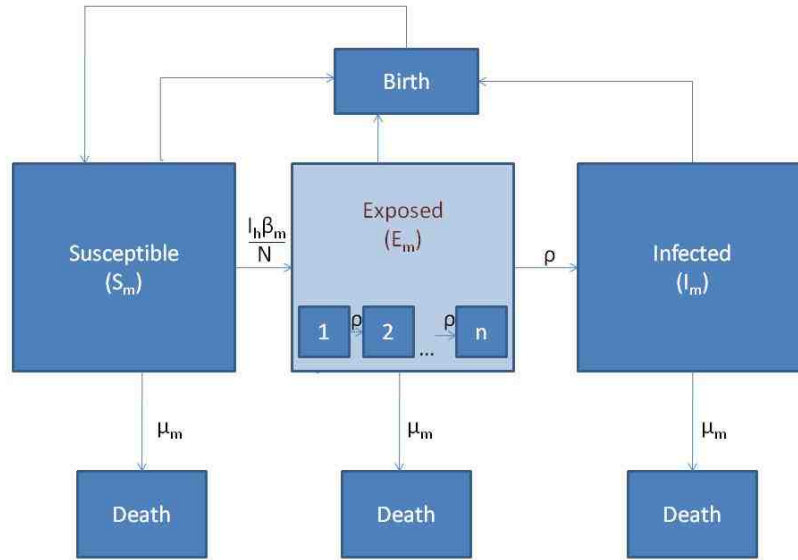 Birth
Susceptible
(Sₘ)
Iₕβₘ
N
Exposed
(Eₘ)
ρ
Infected
(Iₘ)
1
ρ
2
...
ρ
n
μₘ
μₘ
μₘ
Death
Death
Death